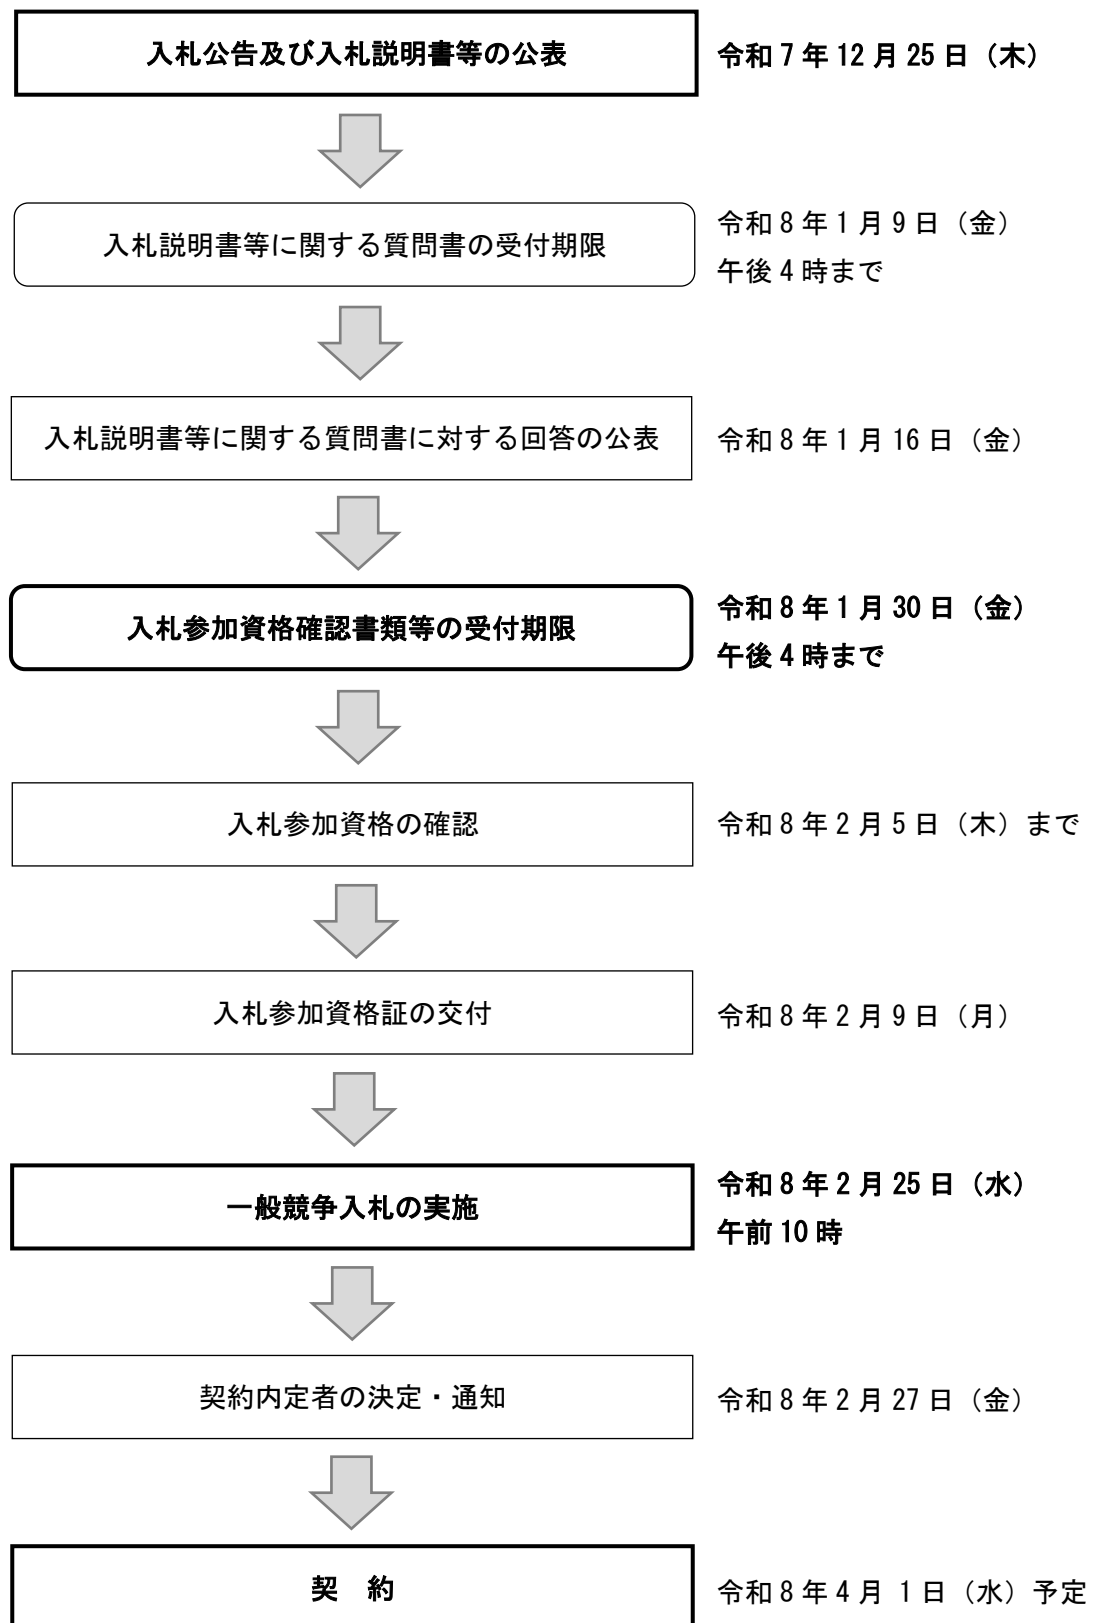 入札公告及び入札説明書等の公表
令和7年12月25日（木）
入札説明書等に関する質問書の受付期限
令和8年1月9日（金）
午後4時まで
入札説明書等に関する質問書に対する回答の公表
令和8年1月16日（金）
入札参加資格確認書類等の受付期限
令和8年1月30日（金）
午後4時まで
入札参加資格の確認
令和8年2月5日（木）まで
入札参加資格証の交付
令和8年2月9日（月）
一般競争入札の実施
令和8年2月25日（水）
午前10時
契約内定者の決定・通知
令和8年2月27日（金）
契　約
令和8年4月1日（水）予定